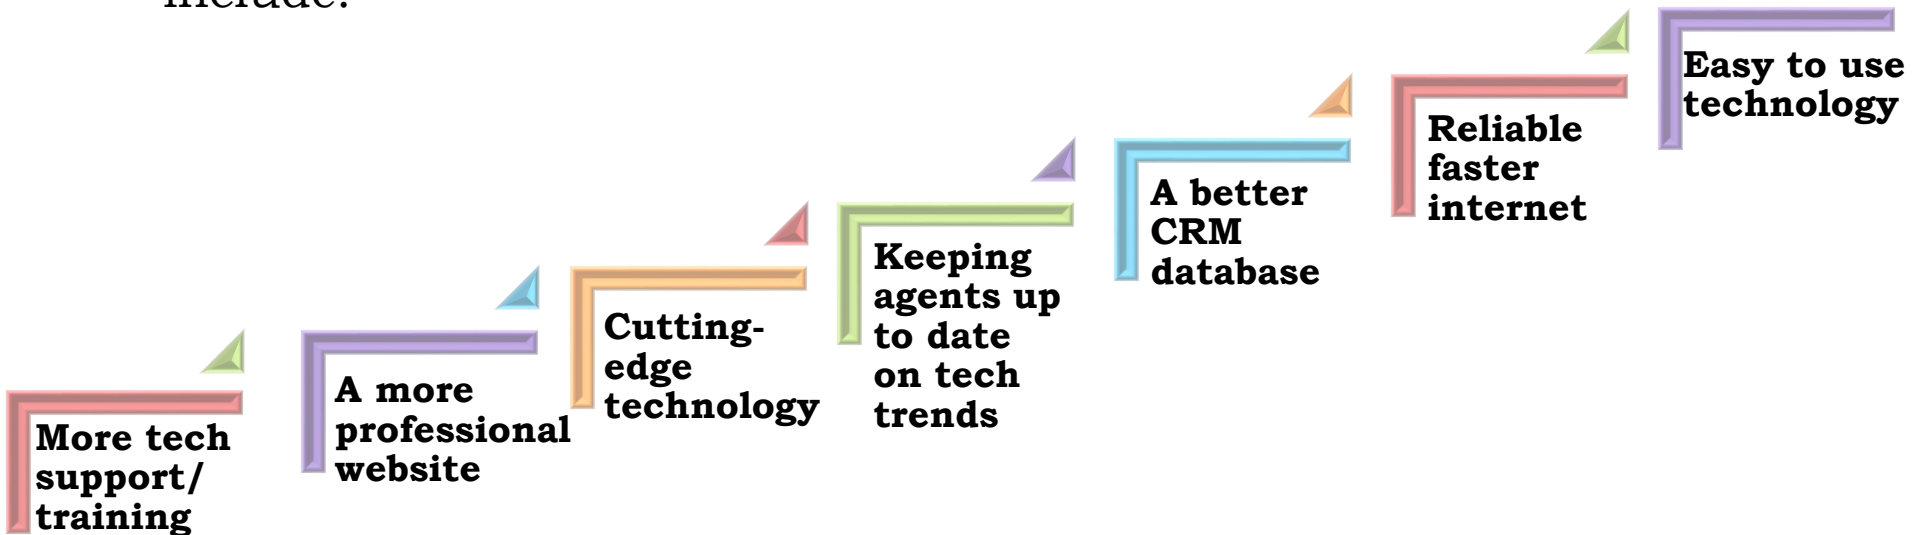 include:
More tech
support/
training
A more
professional
website
Cutting-
edge
technology
Keeping
agents up
to date
on tech
trends
A better
CRM
database
Reliable
faster
internet
Easy to use
technology